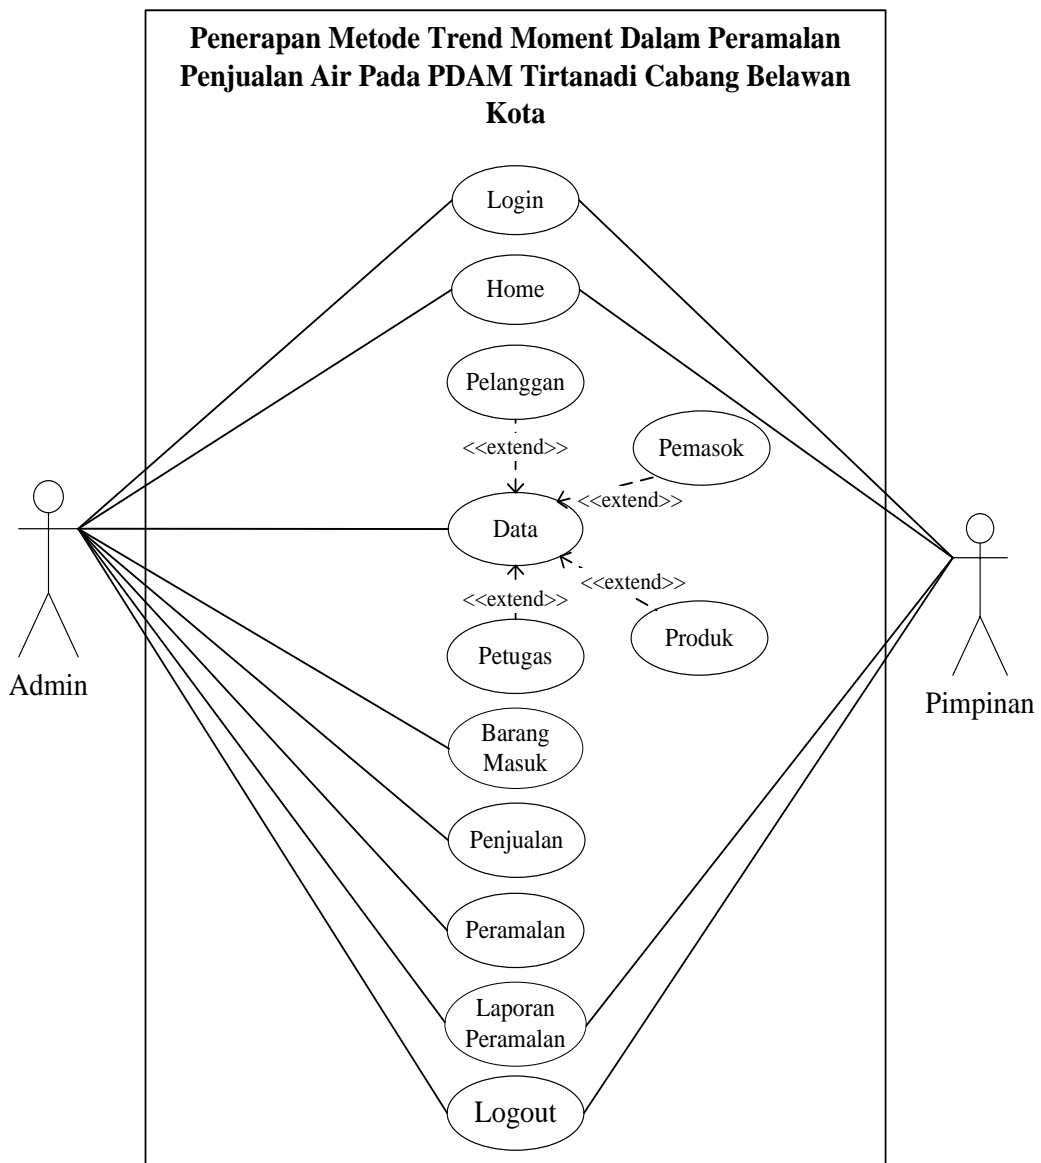 Penerapan Metode Trend Moment Dalam Peramalan
Penjualan Air Pada PDAM Tirtanadi Cabang Belawan
Kota
Login
Home
Pelanggan
<<extend>>
Pemasok
<<extend>>
Data
<<extend>>
<<extend>>
Produk
Petugas
Admin
Pimpinan
Barang
Masuk
Penjualan
Peramalan
Laporan
Peramalan
Logout